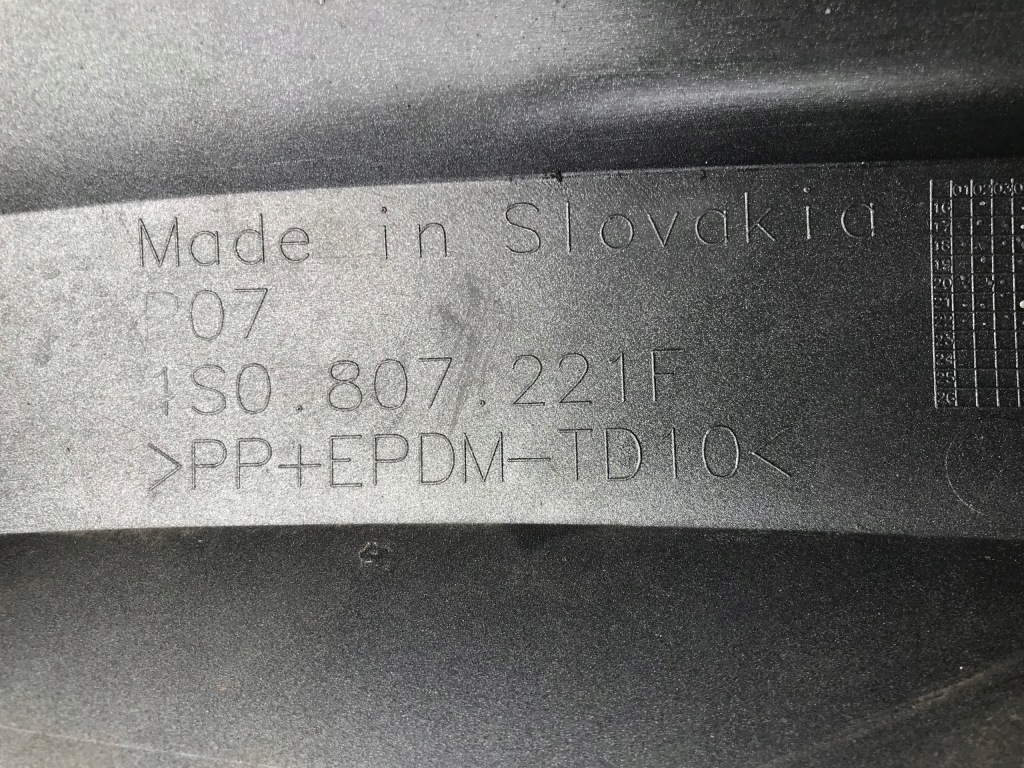 Made in Slovakia
P07
1S0.807.221F
>PP+EPDM-TD10<